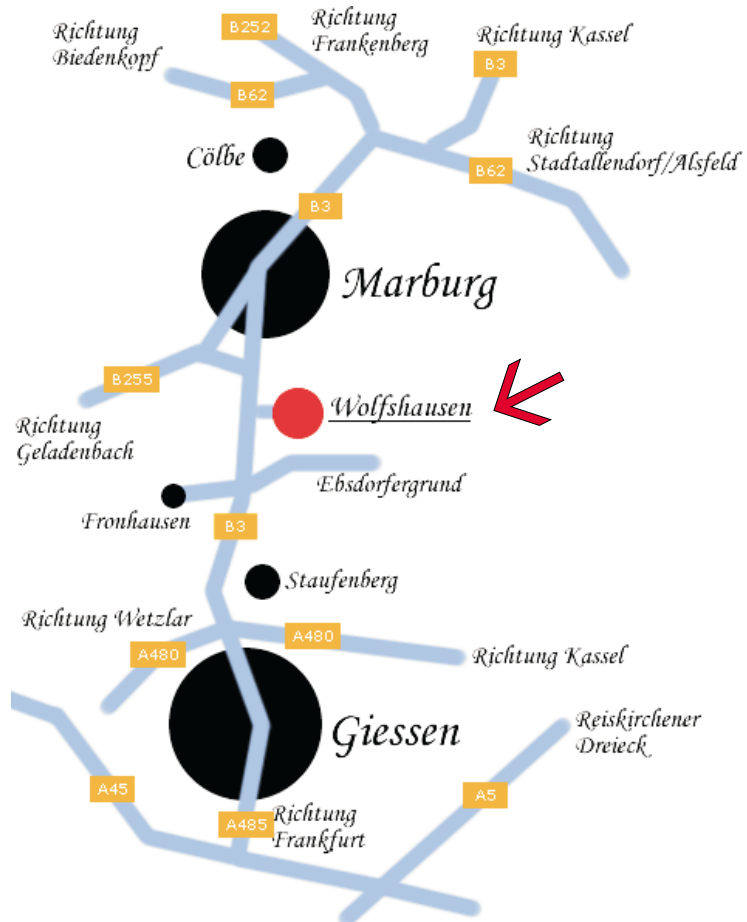 B252
Richtung
Frankenberg
Richtung
Biedenkopf
Richtung Kassel
B3
B62
Cölbe
Richtung
Stadtallendorf/Alsfeld
B62
B3
Marburg
B255
Wolfshausen
Richtung
Geladenbach
Ebsdorfergrund
Fronhausen
B3
Staufenberg
Richtung Wetzlar
A480
A480
Richtung Kassel
Giessen
Reiskirchener
Dreieck
A45
A5
A485
Richtung
Frankfurt